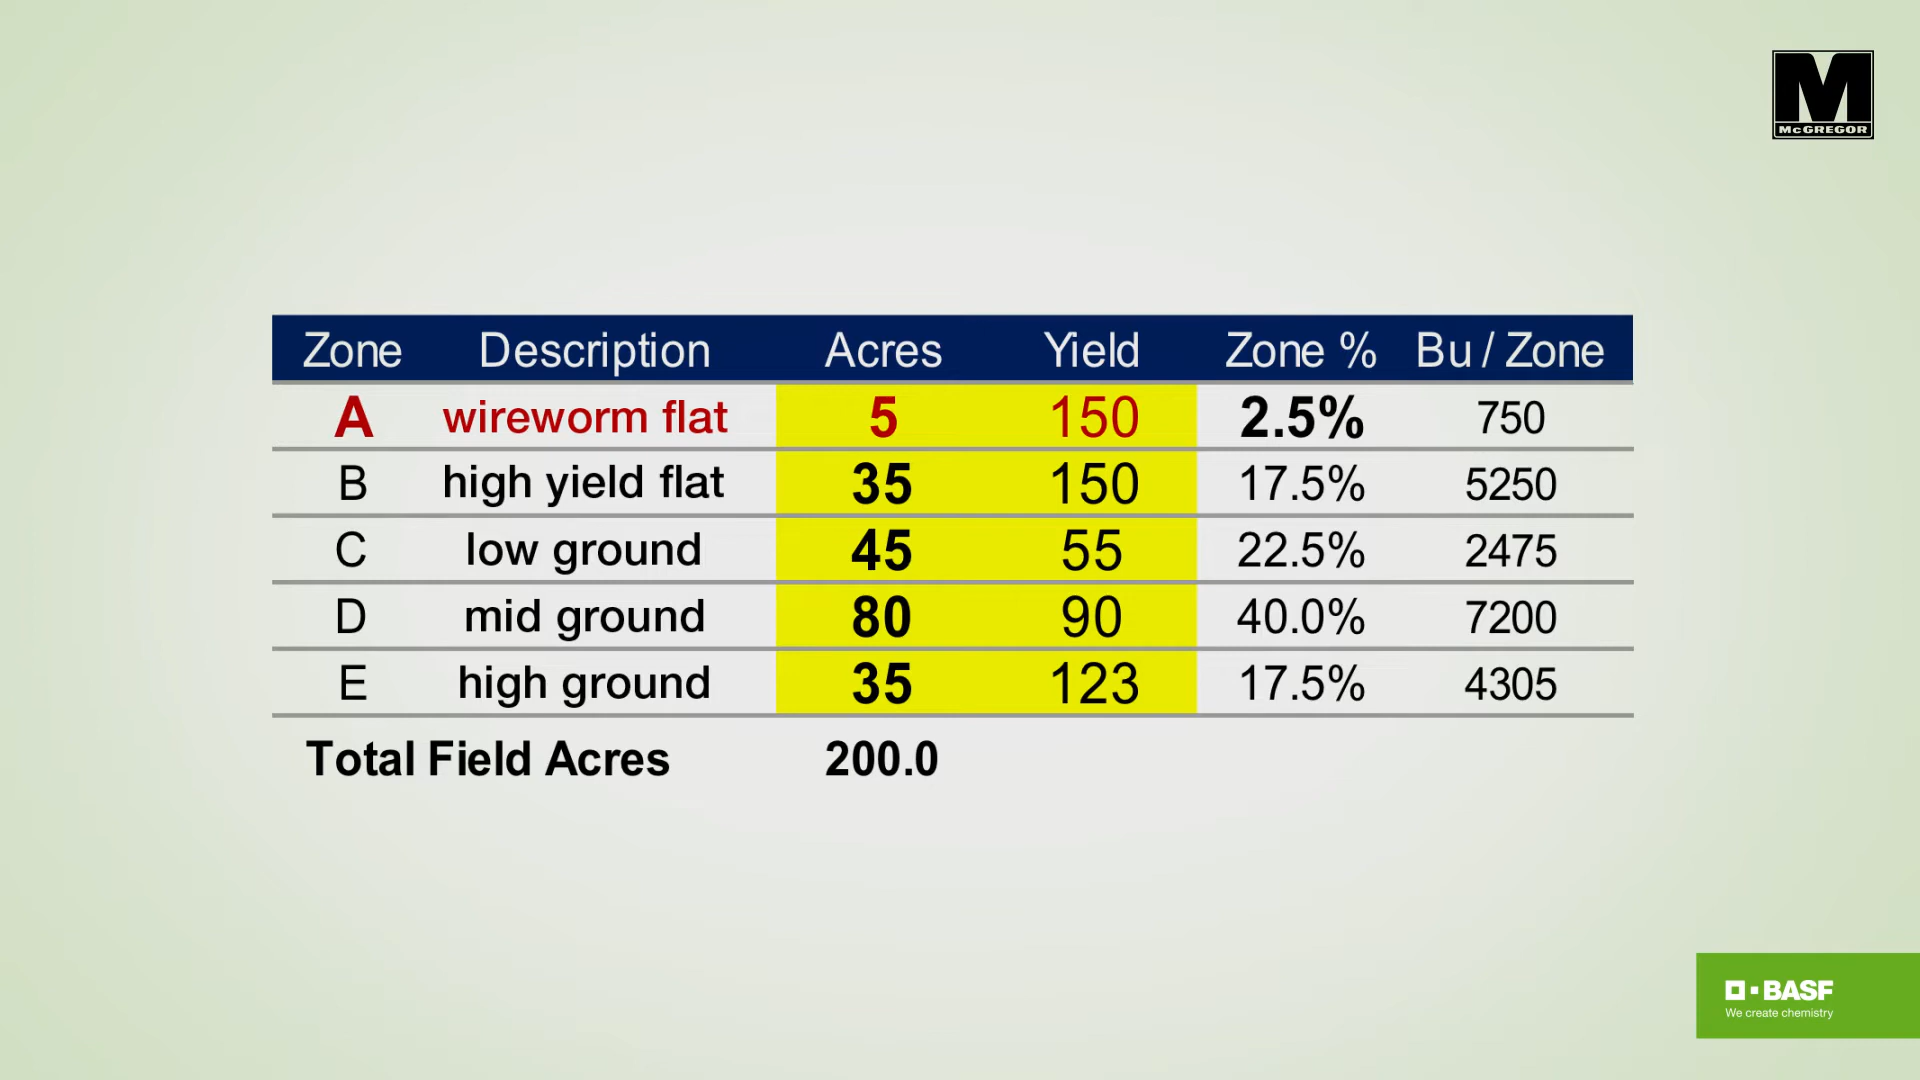 M
McGREGOR
Zone Description Acres Yield Zone % Bu / Zone
A wireworm flat 5 150 2.5% 750
B high yield flat 35 150 17.5% 5250
C low ground 45 55 22.5% 2475
D mid ground 80 90 40.0% 7200
E high ground 35 123 17.5% 4305
Total Field Acres 200.0
BASF
We create chemistry